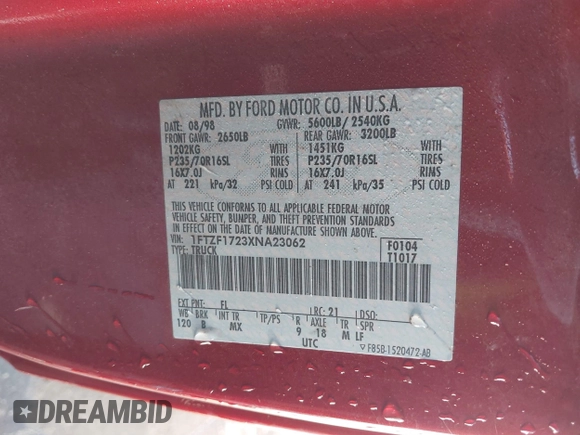 MFD. BY FORD MOTOR CO. IN U.S.A.
DATE: 08/98 GVWR: 5600LB/ 2540KG
FRONT GAWR: 2650LB REAR GAWR: 3200LB
1202KG WITH 1451KG WITH
P235/70R16SL TIRES P235/70R16SL TIRES
16X7.0J RIMS 16X7.0J RIMS
AT 221 kPa/32 PSI COLD AT 241 kPa/35 PSI COLD
THIS VEHICLE CONFORMS TO ALL APPLICABLE FEDERAL MOTOR
VEHICLE SAFETY, BUMPER, AND THEFT PREVENTION STANDARDS
IN EFFECT ON THE DATE OF MANUFACTURE SHOWN ABOVE.
VIN: 1FTZF1723XNA23062 F0104
TYPE: TRUCK T1017
EXT PNT: FL RC: 21 DSO:
WB BRK INT TR TP/PS R AXLE TR SPR
120 B MX 9 18 M LF
UTC
F85B-1520472-AB
DREAMBID